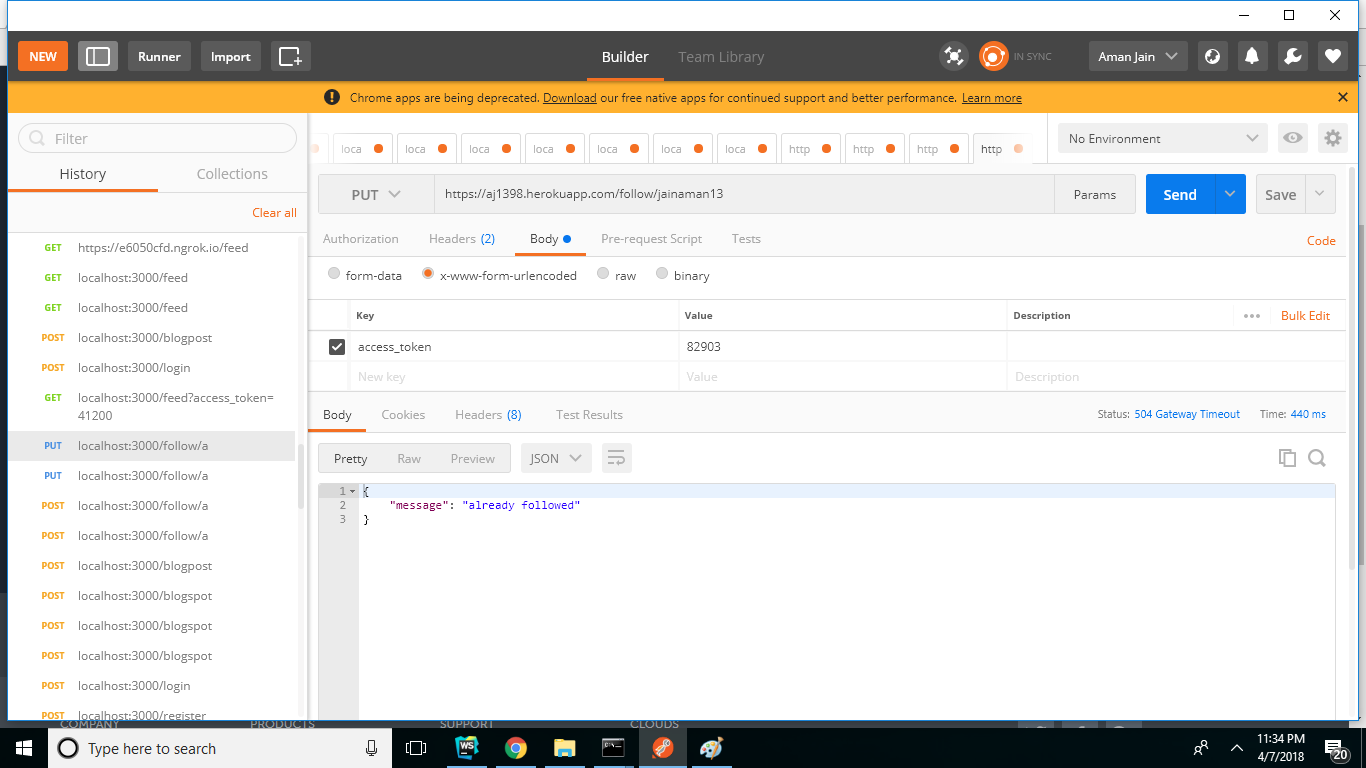 NEW Runner Import Builder Team Library IN SYNC Aman Jain
Chrome apps are being deprecated. Download our free native apps for continued support and better performance. Learn more
Filter
History Collections
Clear all
GET https://e6050cfd.ngrok.io/feed
GET localhost:3000/feed
GET localhost:3000/feed
POST localhost:3000/blogpost
POST localhost:3000/login
GET localhost:3000/feed?access_token=
41200
PUT localhost:3000/follow/a
PUT localhost:3000/follow/a
POST localhost:3000/follow/a
POST localhost:3000/follow/a
POST localhost:3000/blogpost
POST localhost:3000/blogspot
POST localhost:3000/blogspot
POST localhost:3000/blogspot
POST localhost:3000/login
POST localhost:3000/register
loca loca loca loca loca loca loca http http http http
No Environment
PUT https://aj1398.herokuapp.com/follow/jainaman13 Params Send Save
Authorization Headers (2) Body Pre-request Script Tests Code
form-data x-www-form-urlencoded raw binary
Key Value Description Bulk Edit
access_token 82903
New key Value Description
Body Cookies Headers (8) Test Results Status: 504 Gateway Timeout Time: 440 ms
Pretty Raw Preview JSON
1 {
2 "message": "already followed"
3 }
COMPANY PRODUCTS SUPPORT CLOUDS
Type here to search
WS
11:34 PM
4/7/2018
20